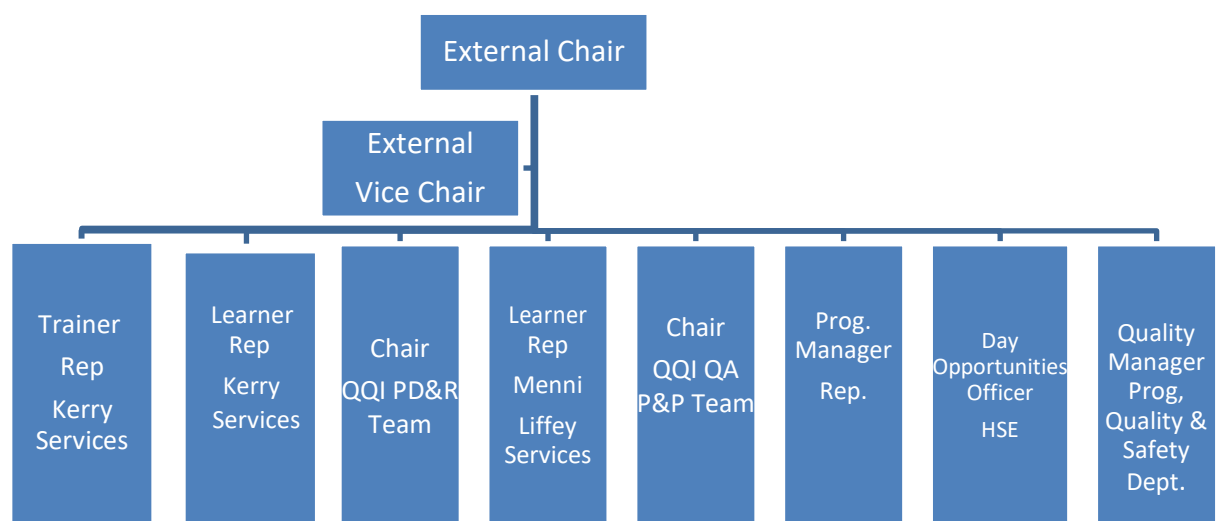 External Chair
External
Vice Chair
Trainer
Rep
Kerry
Services
Learner
Rep
Kerry
Services
Chair
QQI PD&R
Team
Learner
Rep
Menni
Liffey
Services
Chair
QQI QA
P&P Team
Prog.
Manager
Rep.
Day
Opportunities
Officer
HSE
Quality
Manager
Prog,
Quality &
Safety
Dept.